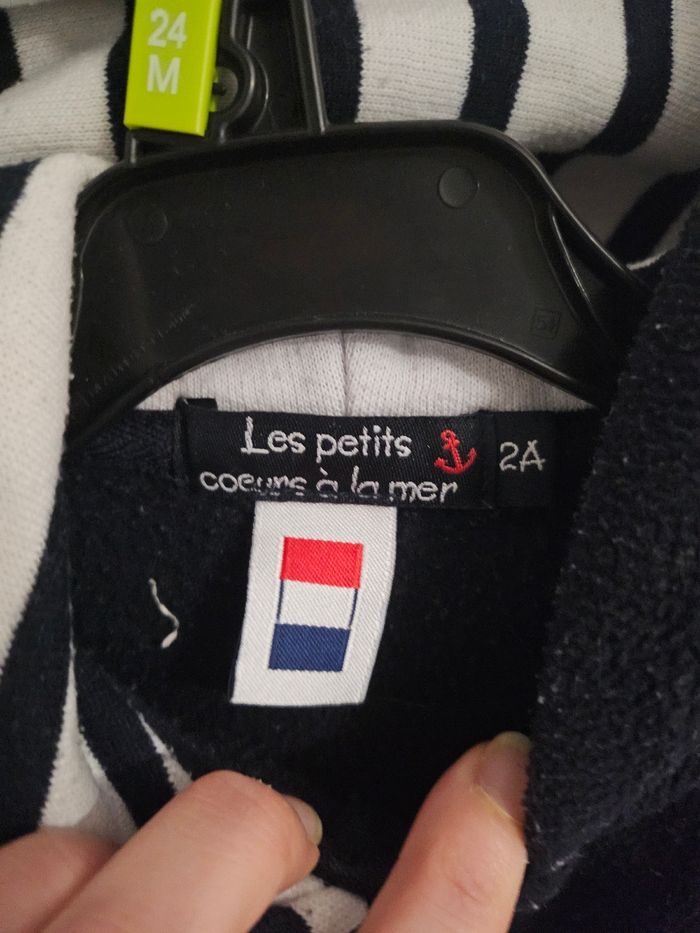 24
M
Les petits
coeurs à la mer
2A